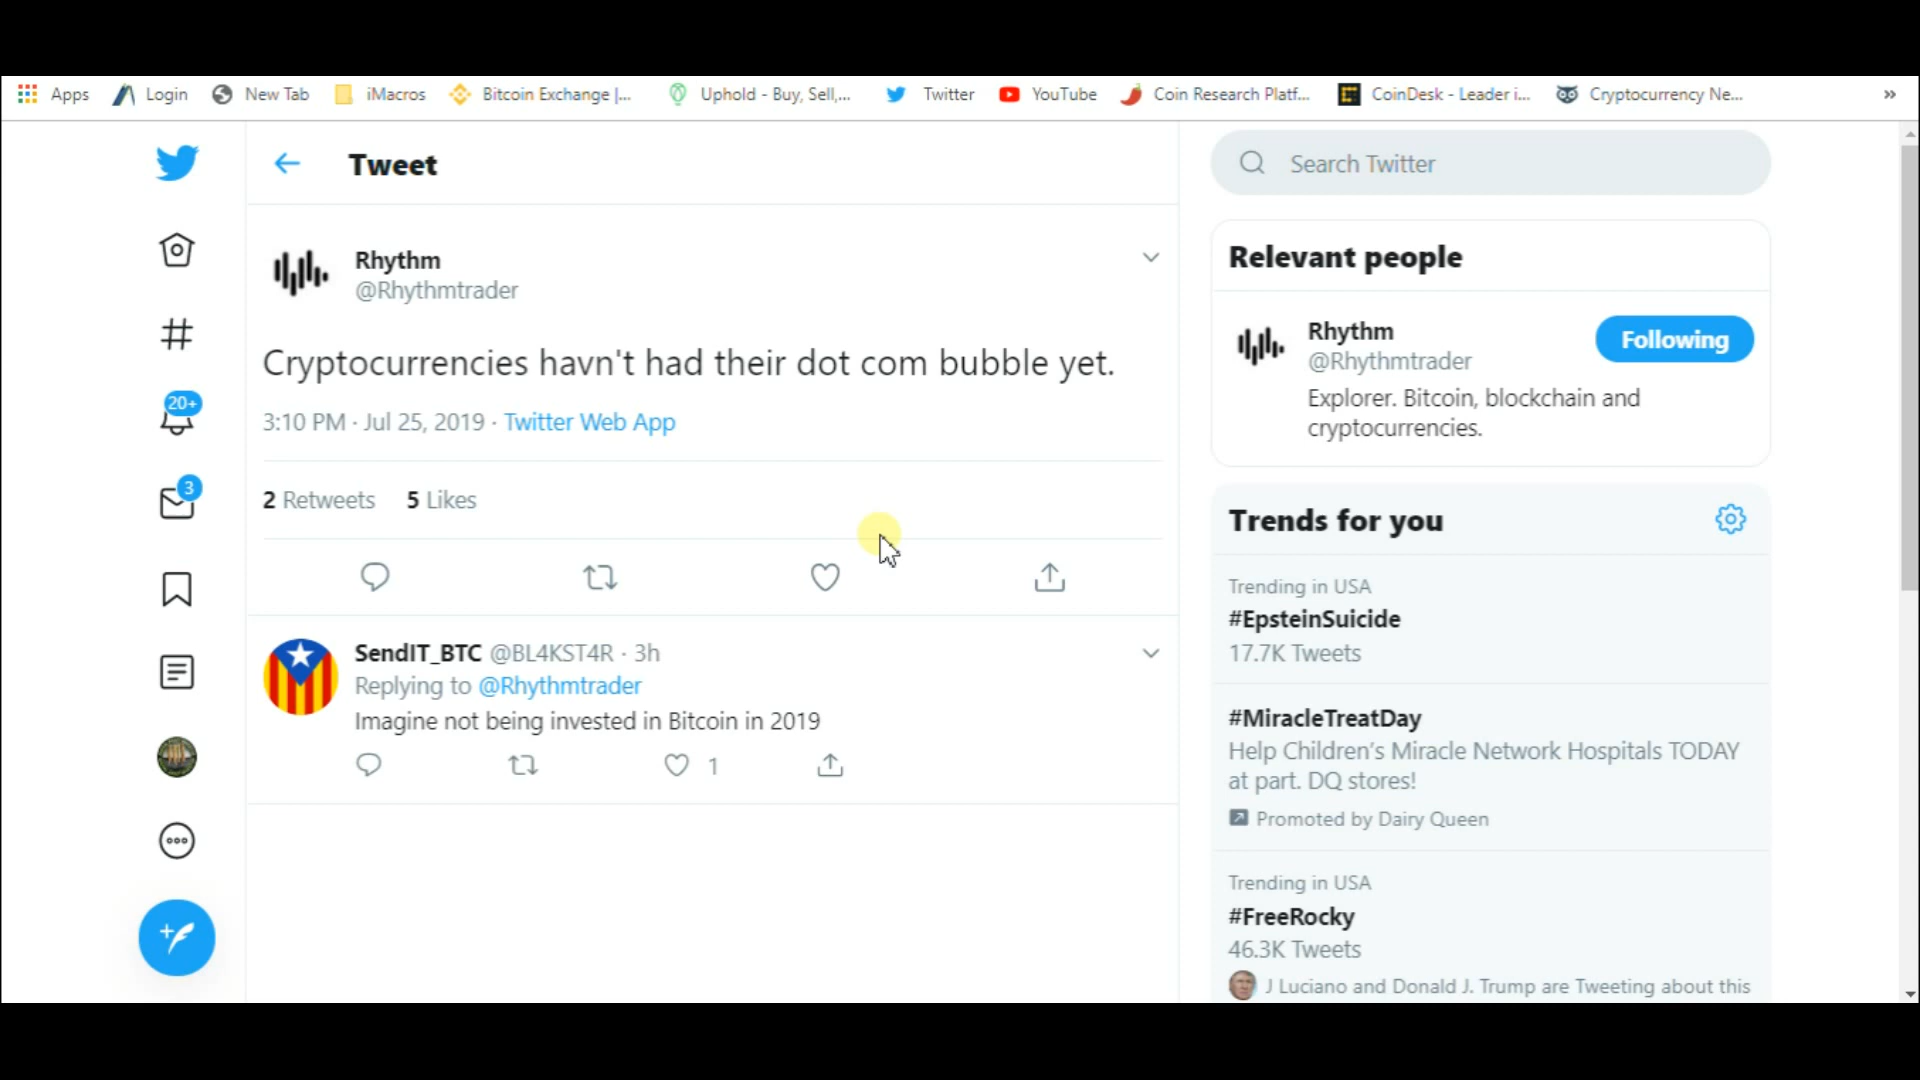 Apps Login New Tab iMacros Bitcoin Exchange |... Uphold - Buy, Sell,... Twitter YouTube Coin Research Platf... CoinDesk - Leader i... Cryptocurrency Ne... »
Tweet
Rhythm
@Rhythmtrader
Cryptocurrencies havn't had their dot com bubble yet.
3:10 PM · Jul 25, 2019 · Twitter Web App
2 Retweets 5 Likes
SendIT_BTC @BL4KST4R · 3h
Replying to @Rhythmtrader
Imagine not being invested in Bitcoin in 2019
1
20+
3
Search Twitter
Relevant people
Rhythm
@Rhythmtrader
Following
Explorer. Bitcoin, blockchain and
cryptocurrencies.
Trends for you
Trending in USA
#EpsteinSuicide
17.7K Tweets
#MiracleTreatDay
Help Children's Miracle Network Hospitals TODAY
at part. DQ stores!
Promoted by Dairy Queen
Trending in USA
#FreeRocky
46.3K Tweets
J Luciano and Donald J. Trump are Tweeting about this